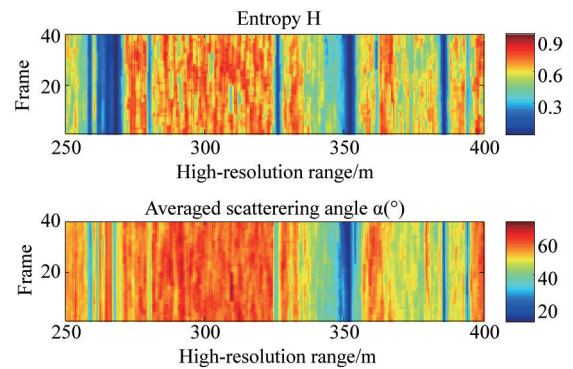 Entropy H
40
20
Frame
250 300 350 400
High-resolution range/m
0.9
0.6
0.3
Averaged scatterering angle α(°)
40
20
Frame
250 300 350 400
High-resolution range/m
60
40
20